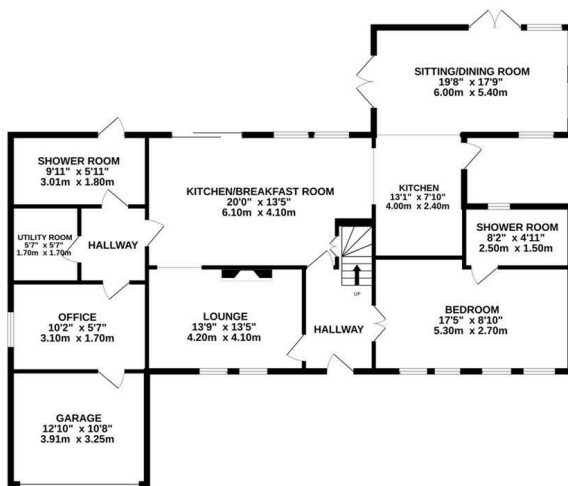 SITTING/DINING ROOM
19'8" x 17'9"
6.00m x 5.40m
SHOWER ROOM
9'11" x 5'11"
3.01m x 1.80m
KITCHEN/BREAKFAST ROOM
20'0" x 13'5"
6.10m x 4.10m
KITCHEN
13'1" x 7'10"
4.00m x 2.40m
SHOWER ROOM
8'2" x 4'11"
2.50m x 1.50m
UTILITY ROOM
5'7" x 5'7"
1.70m x 1.70m
HALLWAY
UP
OFFICE
10'2" x 5'7"
3.10m x 1.70m
LOUNGE
13'9" x 13'5"
4.20m x 4.10m
HALLWAY
BEDROOM
17'5" x 8'10"
5.30m x 2.70m
GARAGE
12'10" x 10'8"
3.91m x 3.25m